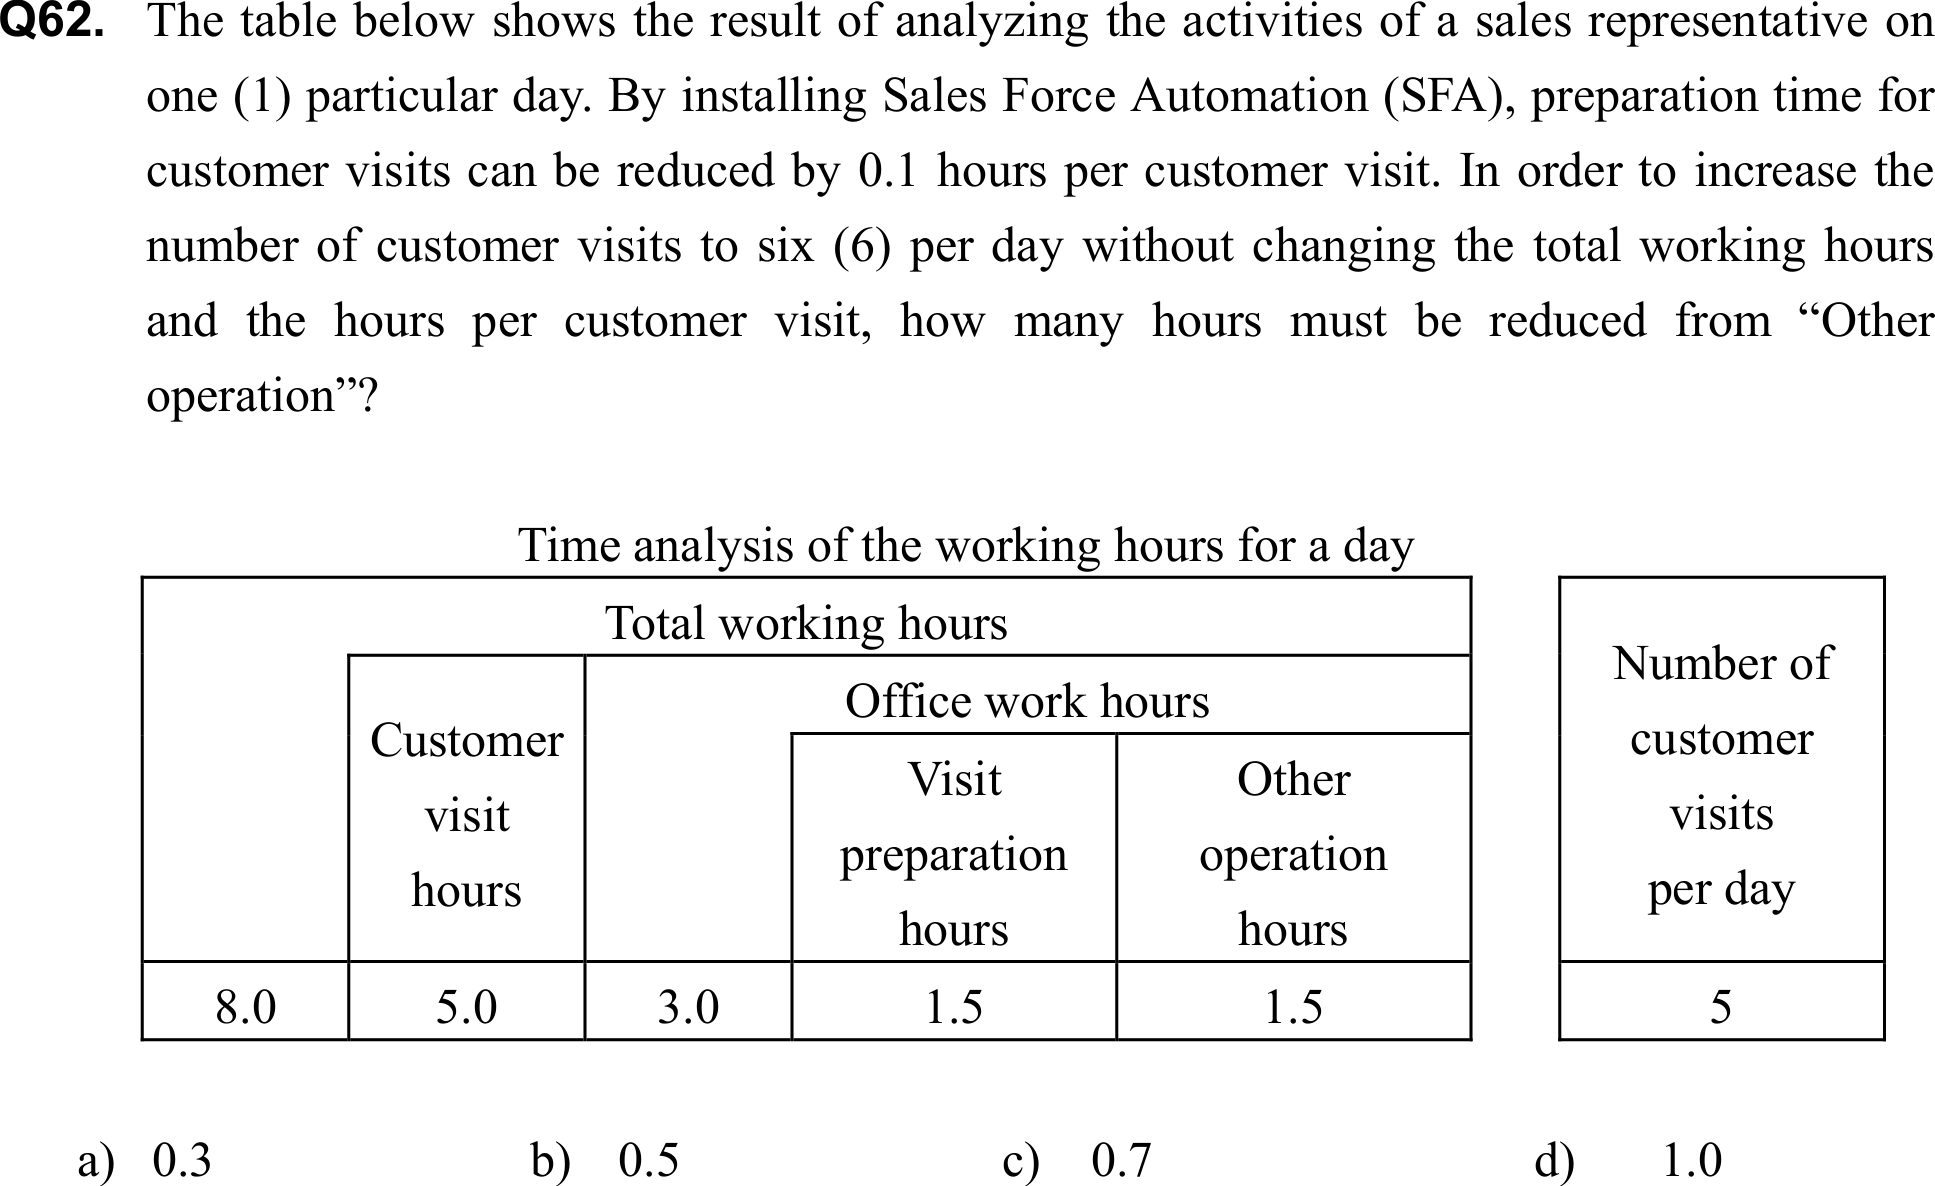 Q62. The table below shows the result of analyzing the activities of a sales representative on
one (1) particular day. By installing Sales Force Automation (SFA), preparation time for
customer visits can be reduced by 0.1 hours per customer visit. In order to increase the
number of customer visits to six (6) per day without changing the total working hours
and the hours per customer visit, how many hours must be reduced from “Other
operation”?
Time analysis of the working hours for a day
Total working hours
Customer
visit
hours
Office work hours
Visit
preparation
hours
Other
operation
hours
Number of
customer
visits
per day
8.0 5.0 3.0 1.5 1.5 5
a) 0.3 b) 0.5 c) 0.7 d) 1.0